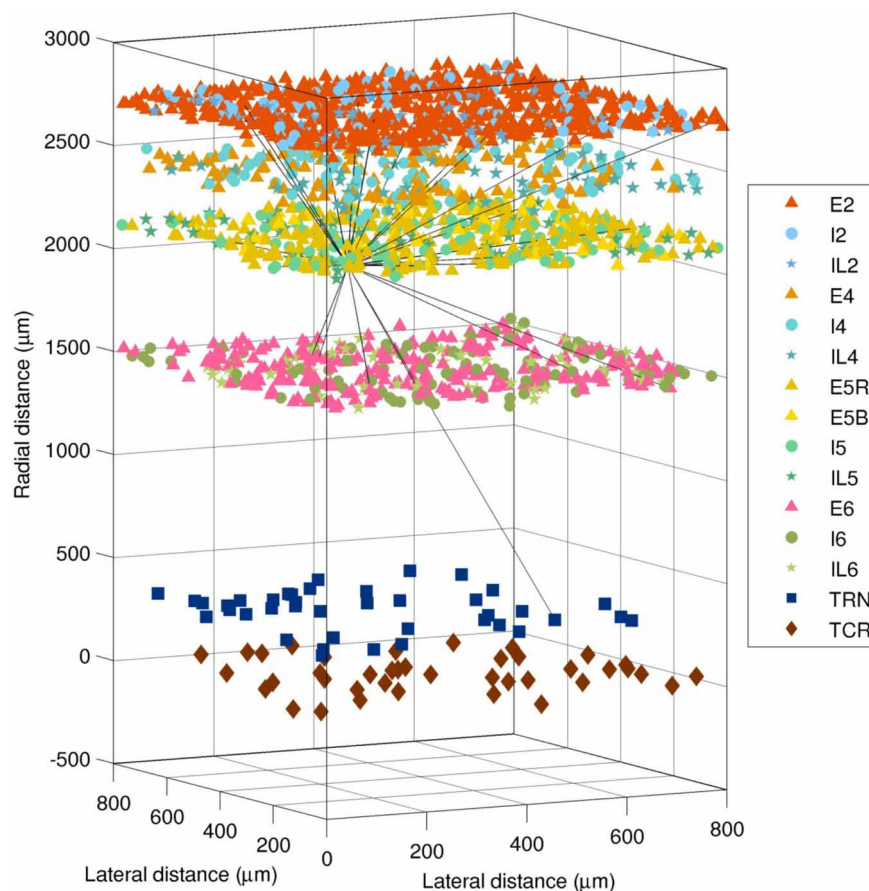 3000
2500
2000
1500
1000
500
0
-500
Radial distance (μm)
800
600
400
200
0
200
400
600
800
Lateral distance (μm)
Lateral distance (μm)
E2
I2
IL2
E4
I4
IL4
E5R
E5B
I5
IL5
E6
I6
IL6
TRN
TCR